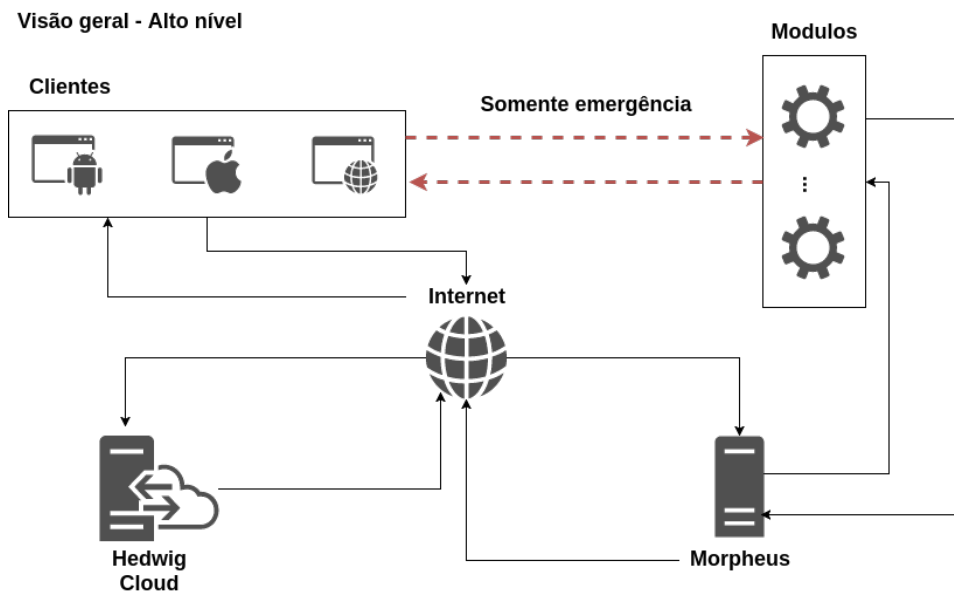 Visão geral - Alto nível
Modulos
Clientes
Somente emergência
Internet
Hedwig
Cloud
Morpheus